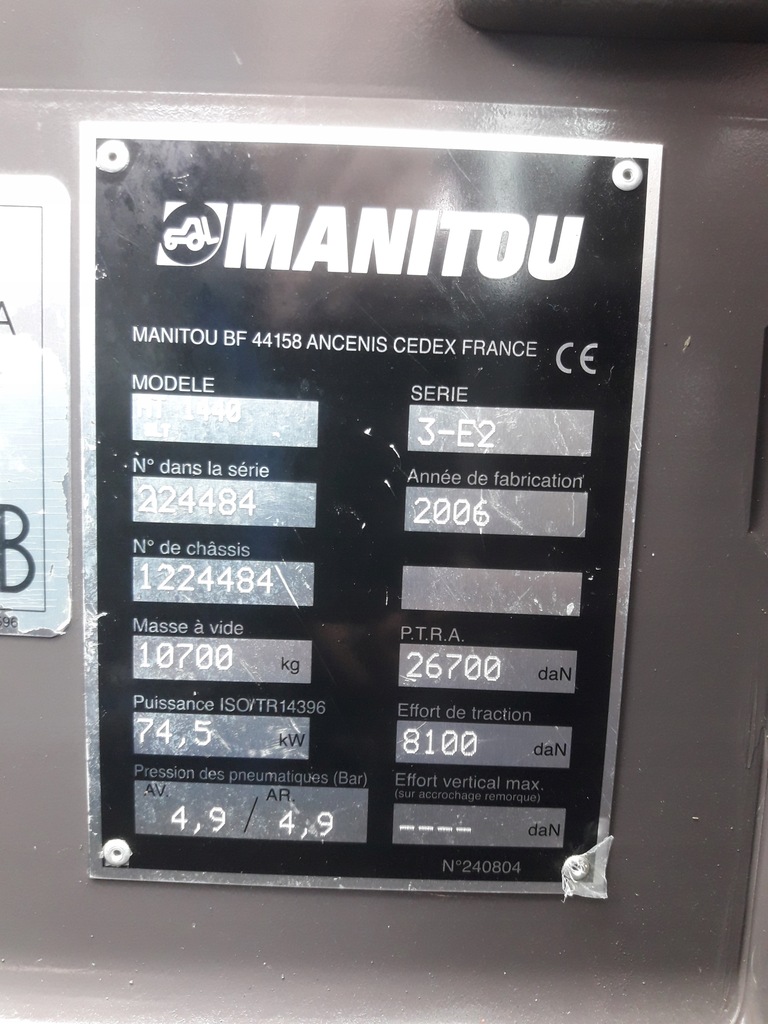 MANITOU
MANITOU BF 44158 ANCENIS CEDEX FRANCE CE
MODELE
MT 1440
SERIE
3-E2
N° dans la série
224484
Année de fabrication
2006
N° de châssis
1224484
Masse à vide
10700 kg
P.T.R.A.
26700 daN
Puissance ISO/TR14396
74,5 kW
Effort de traction
8100 daN
Pression des pneumatiques (Bar)
AV. AR.
4,9 / 4,9
Effort vertical max.
(sur accrochage remorque)
---- daN
N°240804
A
B